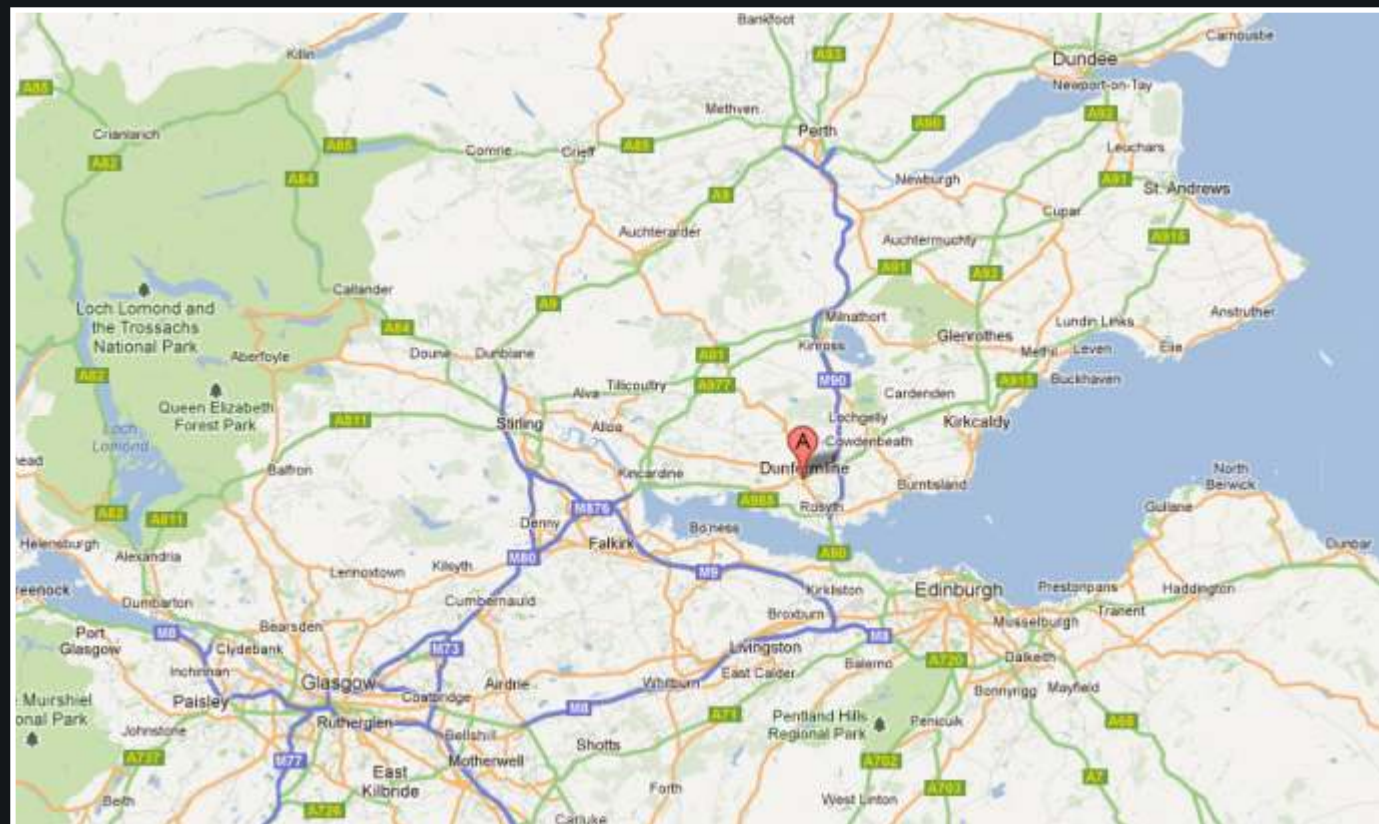 Bankfoot
Carnoustie
Killin
A93
Dundee
A85
Newport-on-Tay
Methven
A92
Crianlarich
Perth
A90
A85
Comrie
Crieff
A85
Leuchars
A82
A84
Newburgh
A91
St. Andrews
A9
Cupar
Auchterarder
Auchtermuchty
A915
A91
A92
Callander
A9
Loch Lomond and
the Trossachs
National Park
Milnathort
Anstruther
A84
Lundin Links
Glenrothes
Kinross
Aberfoyle
Doune
Dunblane
A91
Methil
Leven
Elie
A82
M90
A915
Buckhaven
A977
Tillicoultry
Alva
Cardenden
Queen Elizabeth
Forest Park
A811
Stirling
Alloa
Lochgelly
Kirkcaldy
Loch
Lomond
A
Cowdenbeath
head
Balfron
Kincardine
Dunfermline
North
Berwick
Burntisland
A985
Rosyth
Gullane
A82
A811
M876
Denny
Bo'ness
Helensburgh
Alexandria
Falkirk
A90
Dunbar
M80
Lennoxtown
Kilsyth
M9
Kirkliston
Edinburgh
Prestonpans
Haddington
reenock
Dumbarton
Cumbernauld
Broxburn
Tranent
Port
Glasgow
M8
Bearsden
Musselburgh
M8
Clydebank
M73
Livingston
Inchinnan
East Calder
Balerno
A720
Dalkeith
Glasgow
Coatbridge
Airdrie
Whitburn
Bonnyrigg
Mayfield
Muirshiel
onal Park
Paisley
M8
A71
Pentland Hills
Regional Park
Penicuik
A68
Johnstone
Rutherglen
Bellshill
Shotts
A737
M77
Motherwell
A702
A7
East
Kilbride
Forth
A703
Beith
A726
West Linton
Carluke